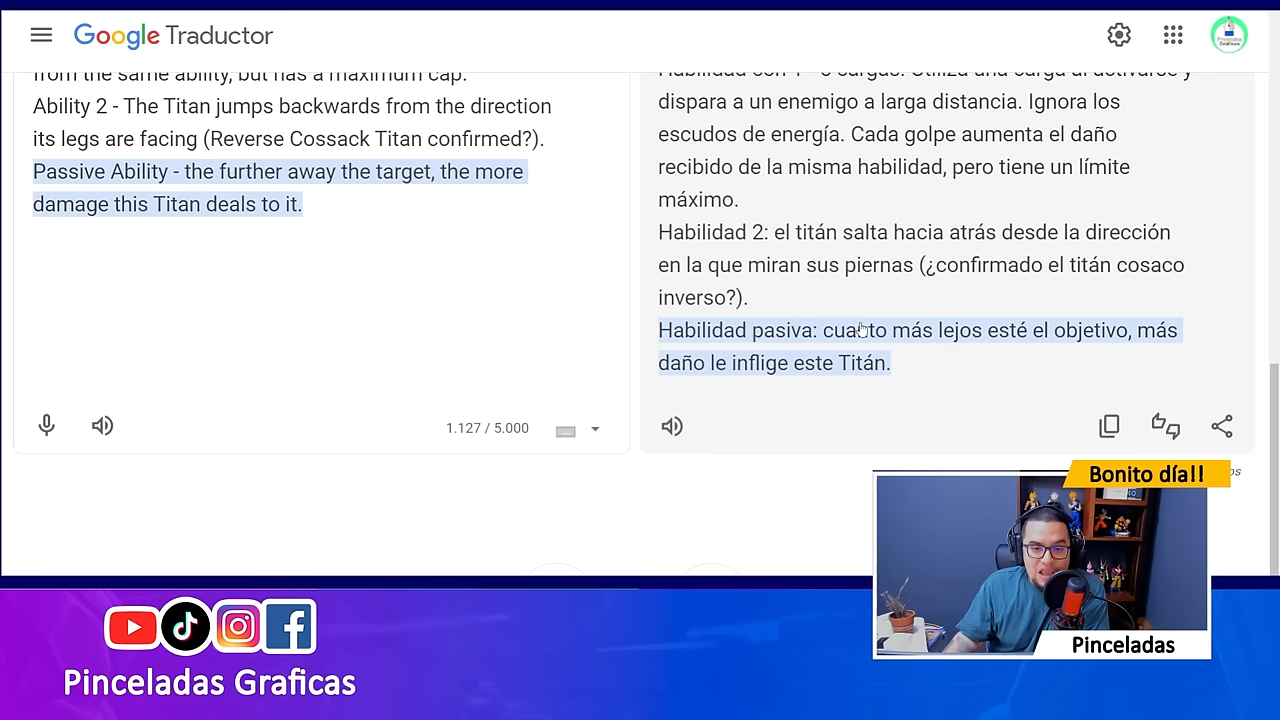 Google Traductor
from the same ability, but has a maximum cap.
Ability 2 - The Titan jumps backwards from the direction
its legs are facing (Reverse Cossack Titan confirmed?).
Passive Ability - the further away the target, the more
damage this Titan deals to it.
1.127 / 5.000
dispara a un enemigo a larga distancia. Ignora los
escudos de energía. Cada golpe aumenta el daño
recibido de la misma habilidad, pero tiene un límite
máximo.
Habilidad 2: el titán salta hacia atrás desde la dirección
en la que miran sus piernas (¿confirmado el titán cosaco
inverso?).
Habilidad pasiva: cuanto más lejos esté el objetivo, más
daño le inflige este Titán.
Bonito día!!
Pinceladas
Pinceladas Graficas